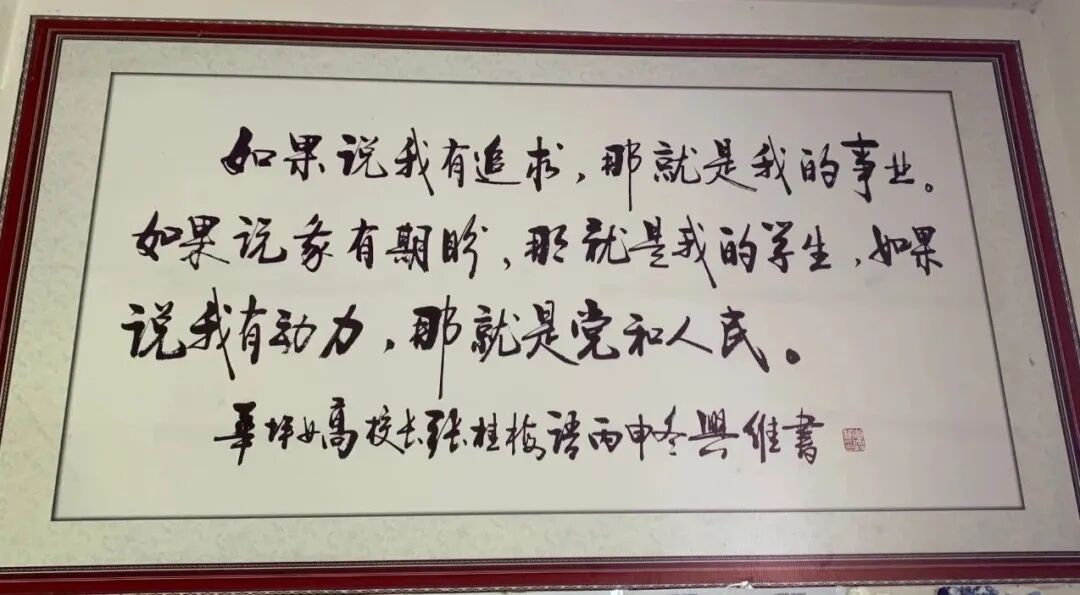 如果说我有追求，那就是我的事业。
如果说我有期盼，那就是我的学生，如果
说我有动力，那就是党和人民。
华坪女高校长张桂梅语丙申冬兴维书